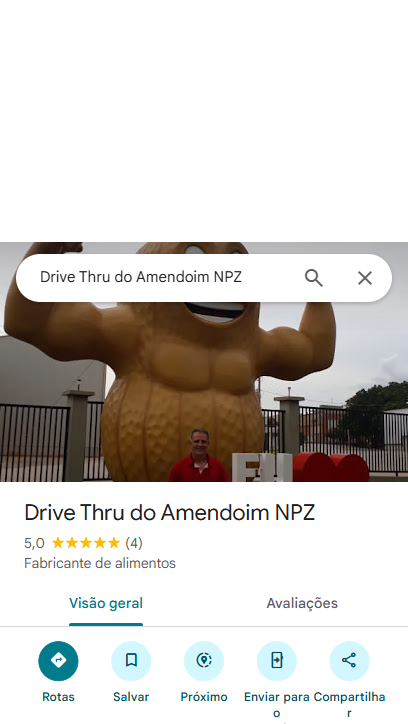 Drive Thru do Amendoim NPZ
EU
Drive Thru do Amendoim NPZ
5,0 (4)
Fabricante de alimentos
Visão geral Avaliações
Rotas Salvar Próximo Enviar para o Compartilhar